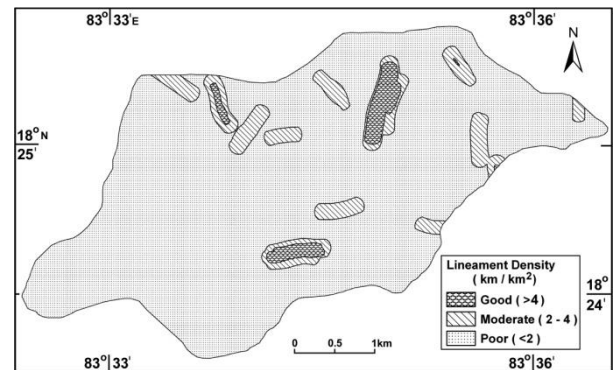 83° 33' E
83° 36'
N
18° N
25'
Lineament Density
( km / km²)
Good ( >4)
Moderate ( 2 - 4)
Poor ( <2)
18°
24'
0 0.5 1km
83° 33'
83° 36'